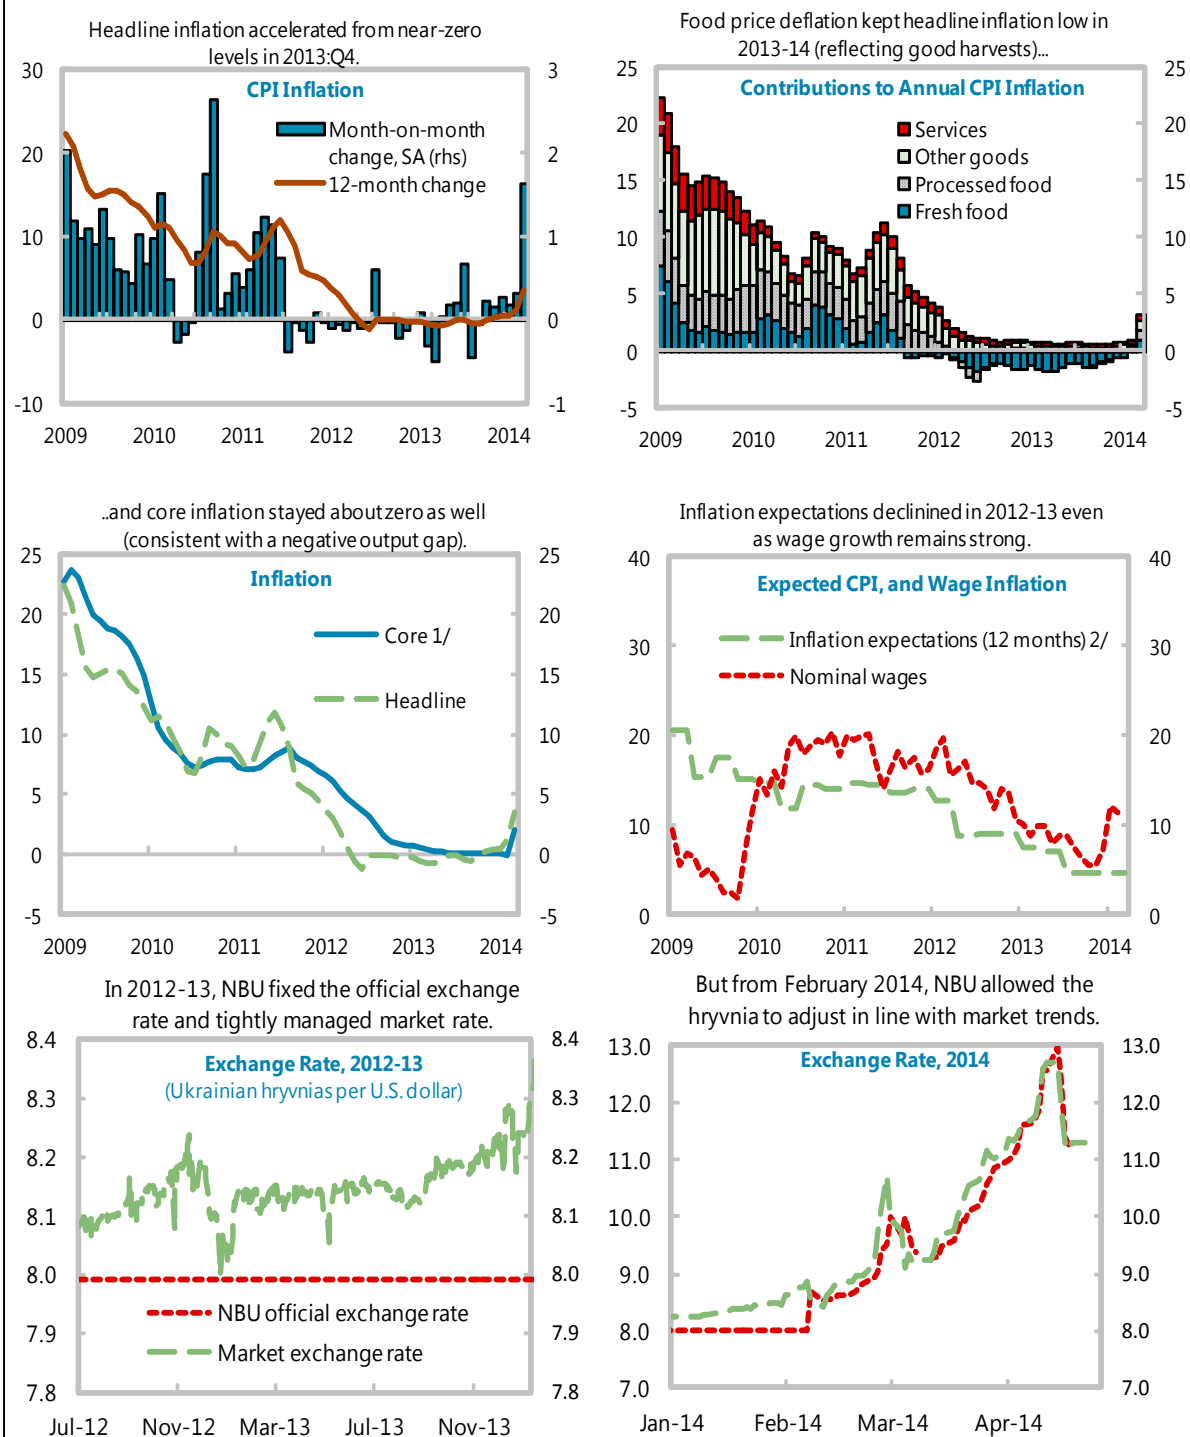 Headline inflation accelerated from near-zero
levels in 2013:Q4.
CPI Inflation
Month-on-month
change, SA (rhs)
12-month change
30
20
10
0
-10
3
2
1
0
-1
2009 2010 2011 2012 2013 2014
Food price deflation kept headline inflation low in
2013-14 (reflecting good harvests)...
Contributions to Annual CPI Inflation
Services
Other goods
Processed food
Fresh food
25
20
15
10
5
0
-5
25
20
15
10
5
0
-5
2009 2010 2011 2012 2013 2014
..and core inflation stayed about zero as well
(consistent with a negative output gap).
Inflation
Core 1/
Headline
25
20
15
10
5
0
-5
25
20
15
10
5
0
-5
2009 2010 2011 2012 2013 2014
Inflation expectations declinined in 2012-13 even
as wage growth remains strong.
Expected CPI, and Wage Inflation
Inflation expectations (12 months) 2/
Nominal wages
40
30
20
10
0
40
30
20
10
0
2009 2010 2011 2012 2013 2014
In 2012-13, NBU fixed the official exchange
rate and tightly managed market rate.
Exchange Rate, 2012-13
(Ukrainian hryvnias per U.S. dollar)
NBU official exchange rate
Market exchange rate
8.4
8.3
8.2
8.1
8.0
7.9
7.8
8.4
8.3
8.2
8.1
8.0
7.9
7.8
Jul-12 Nov-12 Mar-13 Jul-13 Nov-13
But from February 2014, NBU allowed the
hryvnia to adjust in line with market trends.
Exchange Rate, 2014
13.0
12.0
11.0
10.0
9.0
8.0
7.0
13.0
12.0
11.0
10.0
9.0
8.0
7.0
Jan-14 Feb-14 Mar-14 Apr-14